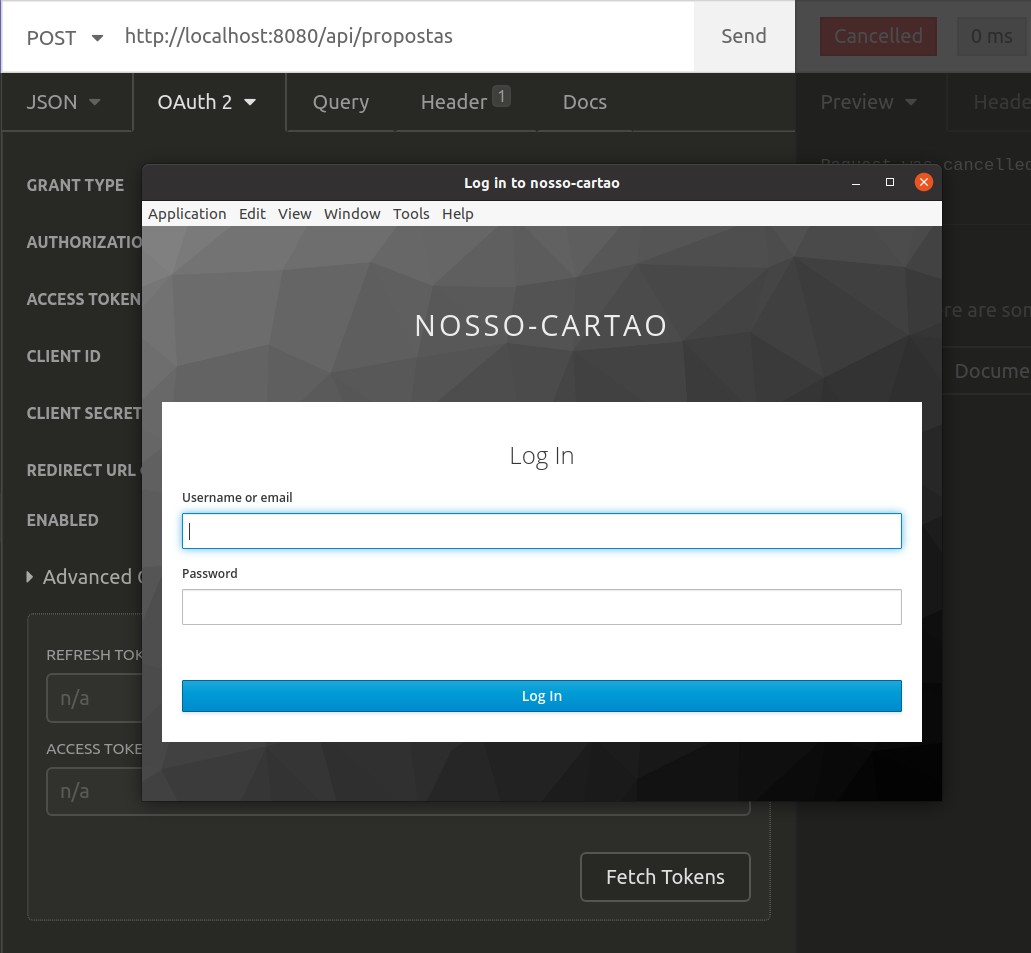 POST http://localhost:8080/api/propostas Send Cancelled 0 ms
JSON OAuth 2 Query Header 1 Docs Preview Heade
Request was cancelled
GRANT TYPE
Log in to nosso-cartao
Application Edit View Window Tools Help
AUTHORIZATIO
ACCESS TOKEN
re are som
NOSSO-CARTAO
CLIENT ID
Docume
CLIENT SECRET
Log In
REDIRECT URL
Username or email
ENABLED
Password
Advanced
REFRESH TOK
n/a
Log In
ACCESS TOKE
n/a
Fetch Tokens